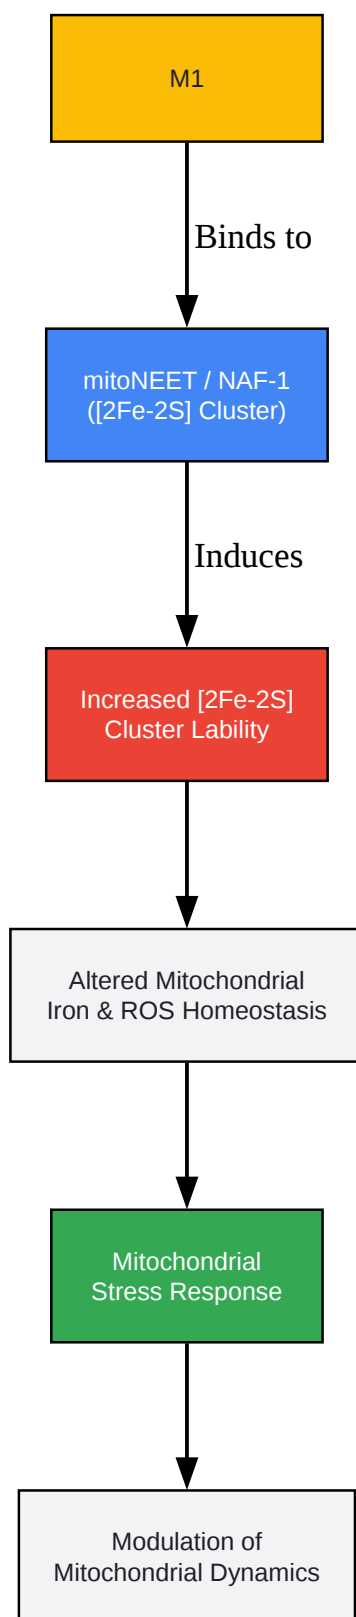 M1
Binds to
mitoNEET / NAF-1
([2Fe-2S] Cluster)
Induces
Increased [2Fe-2S]
Cluster Lability
Altered Mitochondrial
Iron & ROS Homeostasis
Mitochondrial
Stress Response
Modulation of
Mitochondrial Dynamics